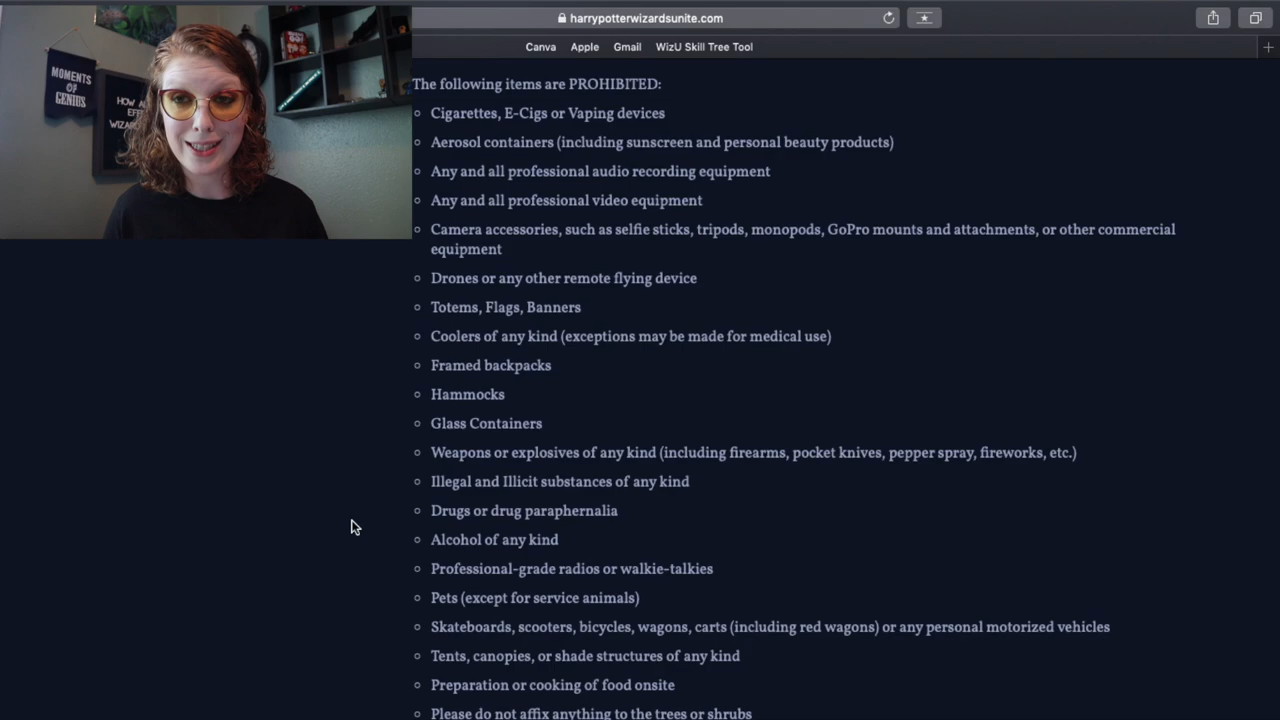 harrypotterwizardsunite.com
Canva Apple Gmail WizU Skill Tree Tool
MOMENTS
OF
GENIUS
HOW
EFF
WIZAR
The following items are PROHIBITED:
Cigarettes, E-Cigs or Vaping devices
Aerosol containers (including sunscreen and personal beauty products)
Any and all professional audio recording equipment
Any and all professional video equipment
Camera accessories, such as selfie sticks, tripods, monopods, GoPro mounts and attachments, or other commercial
equipment
Drones or any other remote flying device
Totems, Flags, Banners
Coolers of any kind (exceptions may be made for medical use)
Framed backpacks
Hammocks
Glass Containers
Weapons or explosives of any kind (including firearms, pocket knives, pepper spray, fireworks, etc.)
Illegal and Illicit substances of any kind
Drugs or drug paraphernalia
Alcohol of any kind
Professional-grade radios or walkie-talkies
Pets (except for service animals)
Skateboards, scooters, bicycles, wagons, carts (including red wagons) or any personal motorized vehicles
Tents, canopies, or shade structures of any kind
Preparation or cooking of food onsite
Please do not affix anything to the trees or shrubs